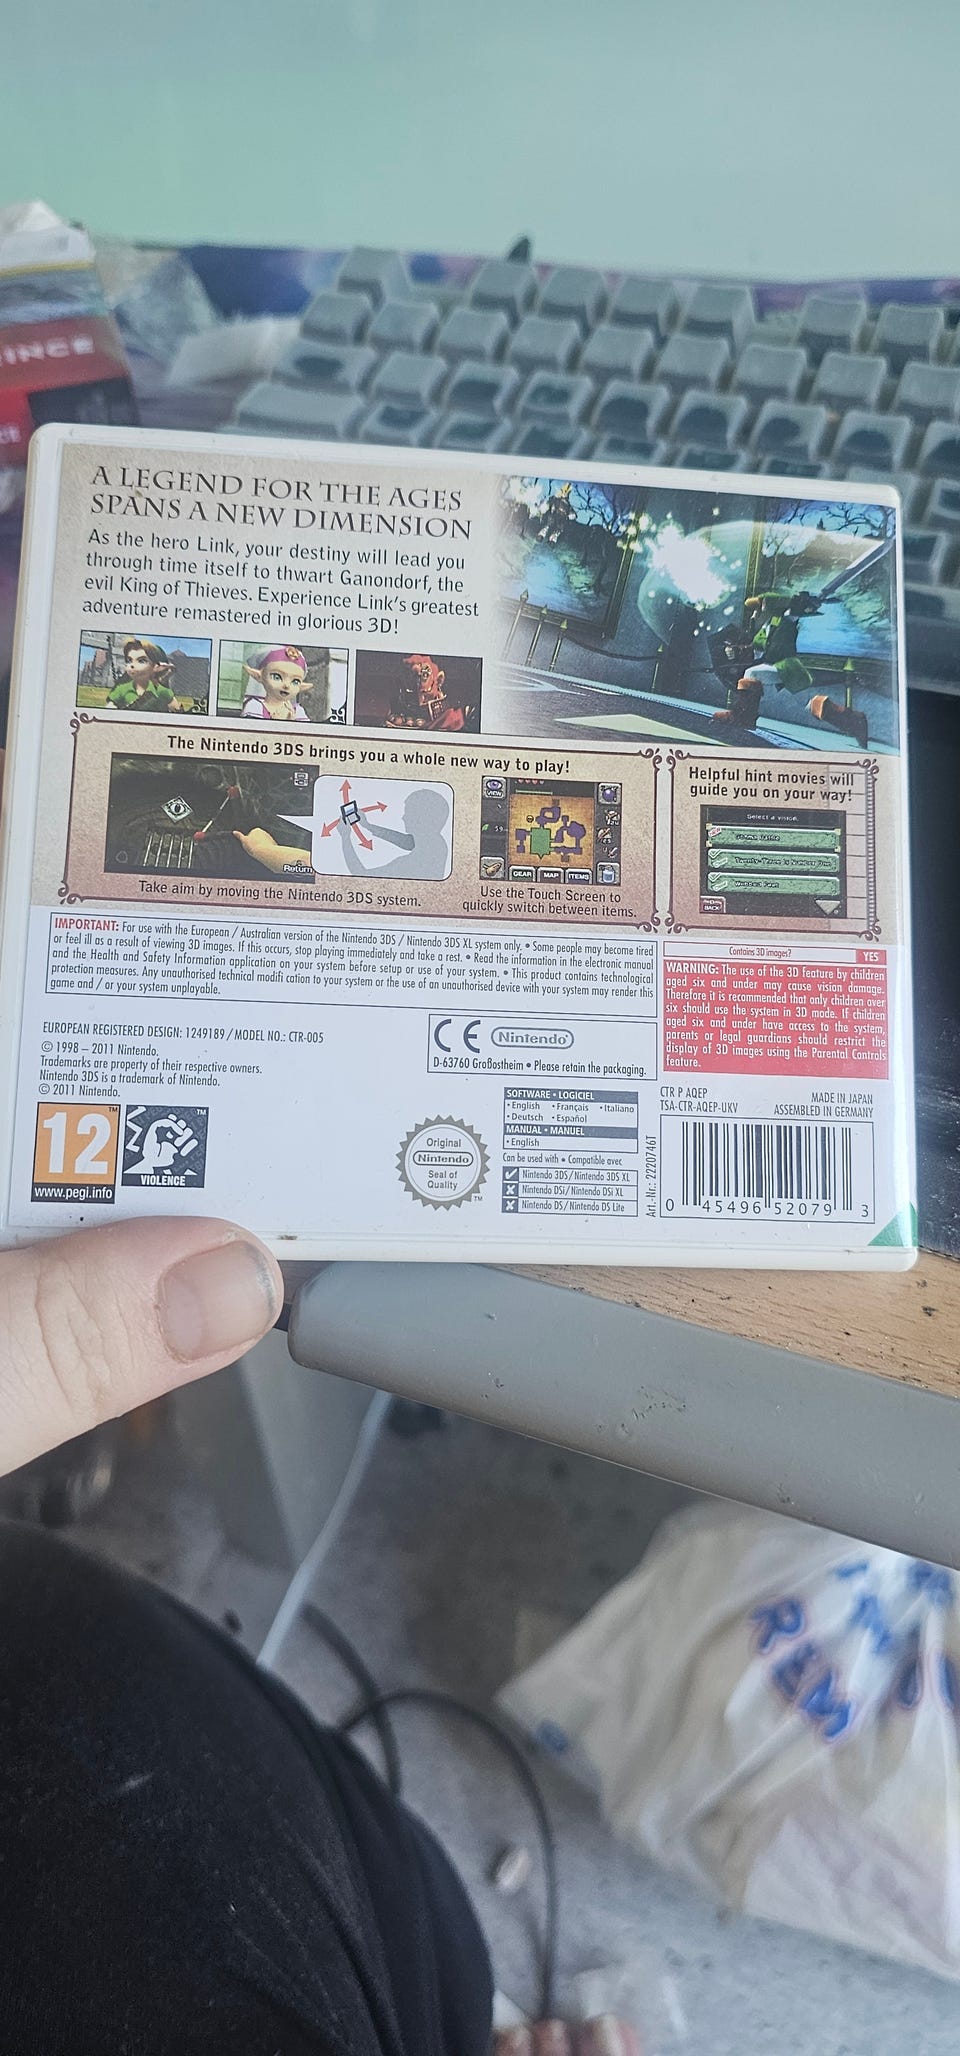 INCE
A LEGEND FOR THE AGES
SPANS A NEW DIMENSION
As the hero Link, your destiny will lead you
through time itself to thwart Ganondorf, the
evil King of Thieves. Experience Link's greatest
adventure remastered in glorious 3D!
The Nintendo 3DS brings you a whole new way to play!
Return
Take aim by moving the Nintendo 3DS system.
VIEW
59
GEAR MAP ITEMS
Use the Touch Screen to
quickly switch between items.
Helpful hint movies will
guide you on your way!
Select a vision.
BACK
IMPORTANT: For use with the European / Australian version of the Nintendo 3DS / Nintendo 3DS XL system only. • Some people may become tired
or feel ill as a result of viewing 3D images. If this occurs, stop playing immediately and take a rest. • Read the information in the electronic manual
and the Health and Safety Information application on your system before setup or use of your system. • This product contains technological
protection measures. Any unauthorised technical modifi cation to your system or the use of an unauthorised device with your system may render this
game and / or your system unplayable.
Contains 3D images? YES
WARNING: The use of the 3D feature by children
aged six and under may cause vision damage.
Therefore it is recommended that only children over
six should use the system in 3D mode. If children
aged six and under have access to the system,
parents or legal guardians should restrict the
display of 3D images using the Parental Controls
feature.
EUROPEAN REGISTERED DESIGN: 1249189 / MODEL NO.: CTR-005
© 1998 – 2011 Nintendo.
Trademarks are property of their respective owners.
Nintendo 3DS is a trademark of Nintendo.
© 2011 Nintendo.
CE Nintendo
D-63760 Großostheim • Please retain the packaging.
12 TM
www.pegi.info
TM
VIOLENCE
Original
Nintendo
Seal of
Quality
TM
SOFTWARE • LOGICIEL
• English • Français • Italiano
• Deutsch • Español
MANUAL • MANUEL
• English
Can be used with • Compatible avec
Nintendo 3DS/Nintendo 3DS XL
Nintendo DSi/Nintendo DSi XL
Nintendo DS/Nintendo DS Lite
Art.-Nr.: 2220746T
CTR P AQEP
TSA-CTR-AQEP-UKV
MADE IN JAPAN
ASSEMBLED IN GERMANY
0 45496 52079 3
REM